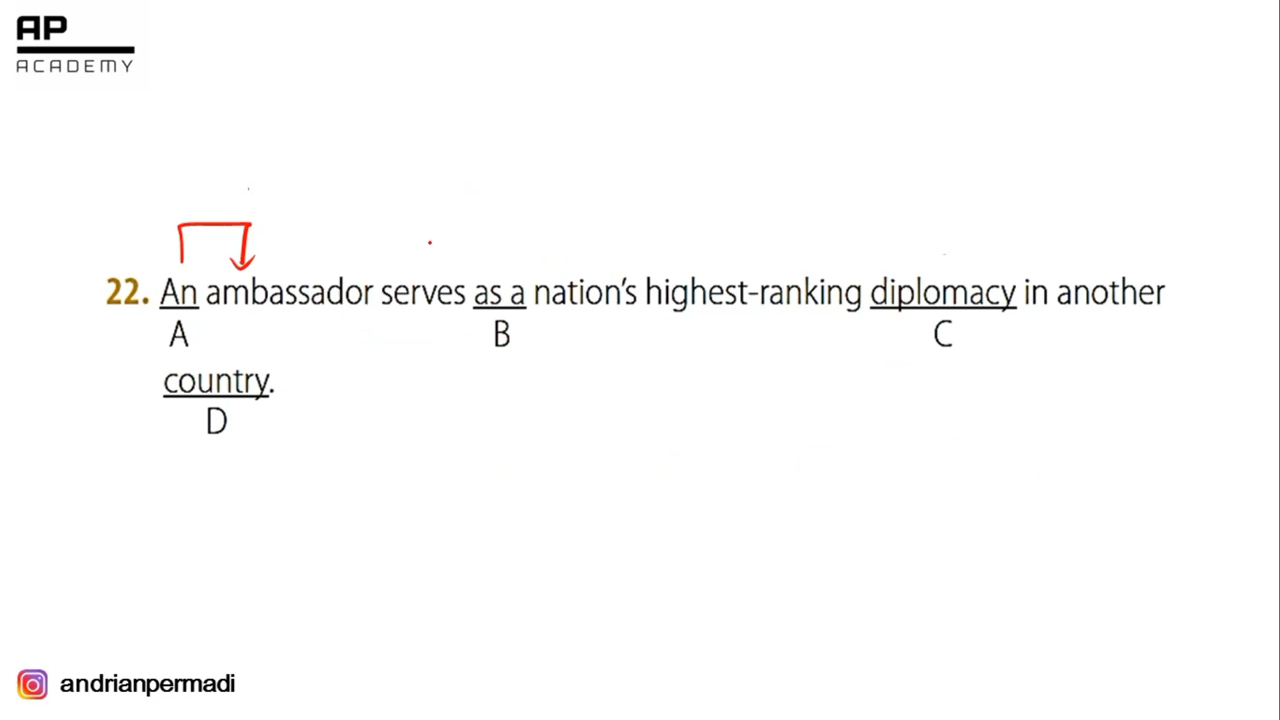 AP
ACADEMY
22. An ambassador serves as a nation's highest-ranking diplomacy in another
A B C
country.
D
andrianpermadi